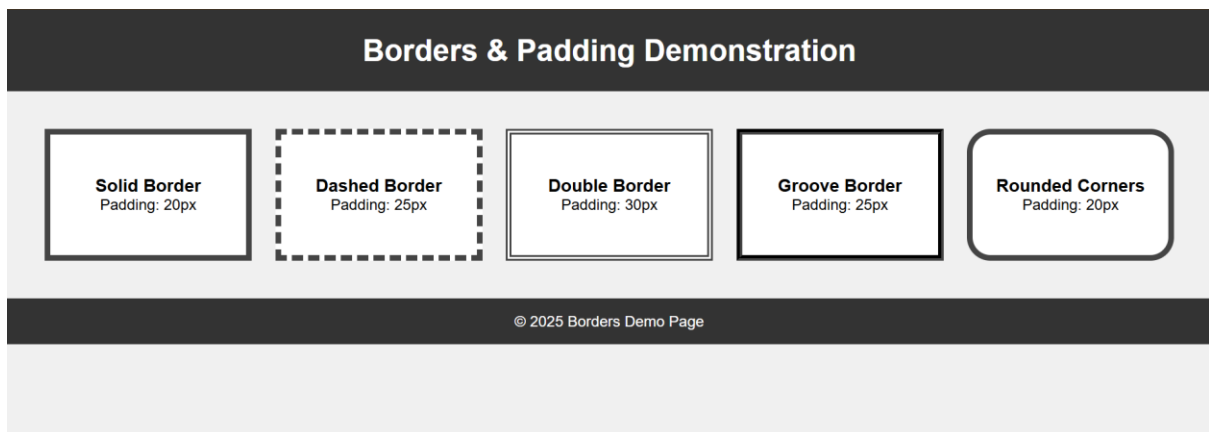 Borders & Padding Demonstration
Solid Border
Padding: 20px
Dashed Border
Padding: 25px
Double Border
Padding: 30px
Groove Border
Padding: 25px
Rounded Corners
Padding: 20px
© 2025 Borders Demo Page